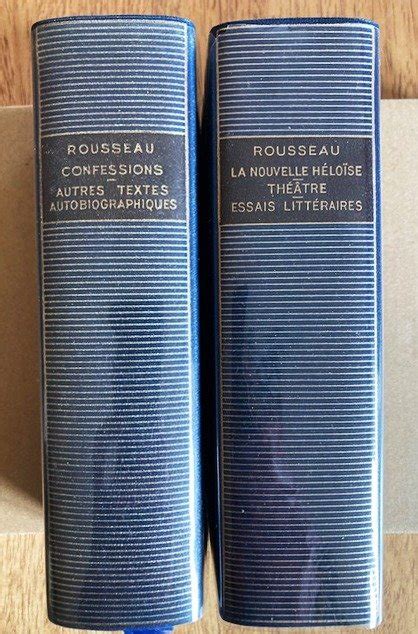 ROUSSEAU
CONFESSIONS
AUTRES TEXTES
AUTOBIOGRAPHIQUES
ROUSSEAU
LA NOUVELLE HÉLOÏSE
THÉÂTRE
ESSAIS LITTÉRAIRES